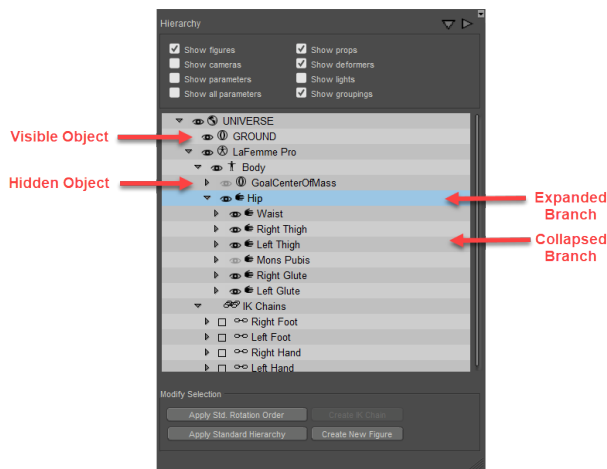 Hierarchy
Show figures
Show props
Show cameras
Show deformers
Show parameters
Show lights
Show all parameters
Show groupings
UNIVERSE
Visible Object
GROUND
LaFemme Pro
Body
Hidden Object
GoalCenterOfMass
Hip
Expanded
Branch
Waist
Right Thigh
Left Thigh
Collapsed
Branch
Mons Pubis
Right Glute
Left Glute
IK Chains
Right Foot
Left Foot
Right Hand
Left Hand
Modify Selection
Apply Std. Rotation Order
Create IK Chain
Apply Standard Hierarchy
Create New Figure